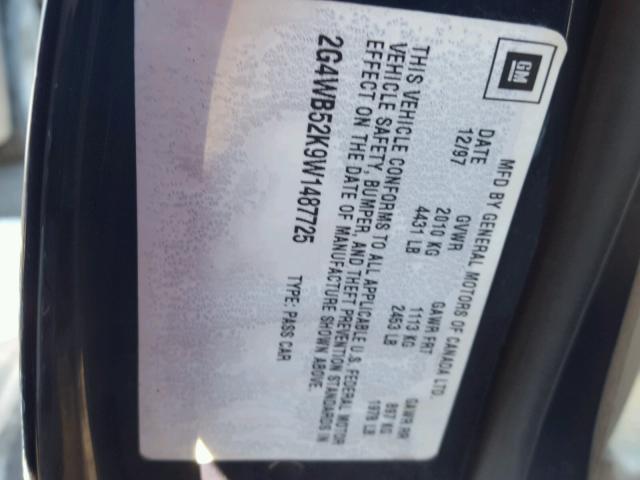 GM
MFD BY GENERAL MOTORS OF CANADA LTD.
DATE GVWR GAWR FRT GAWR RR
12/97 2010 KG 1113 KG 897 KG
4431 LB 2453 LB 1978 LB
THIS VEHICLE CONFORMS TO ALL APPLICABLE U.S. FEDERAL MOTOR
VEHICLE SAFETY, BUMPER, AND THEFT PREVENTION STANDARDS IN
EFFECT ON THE DATE OF MANUFACTURE SHOWN ABOVE.
2G4WB52K9W1487725 TYPE: PASS CAR